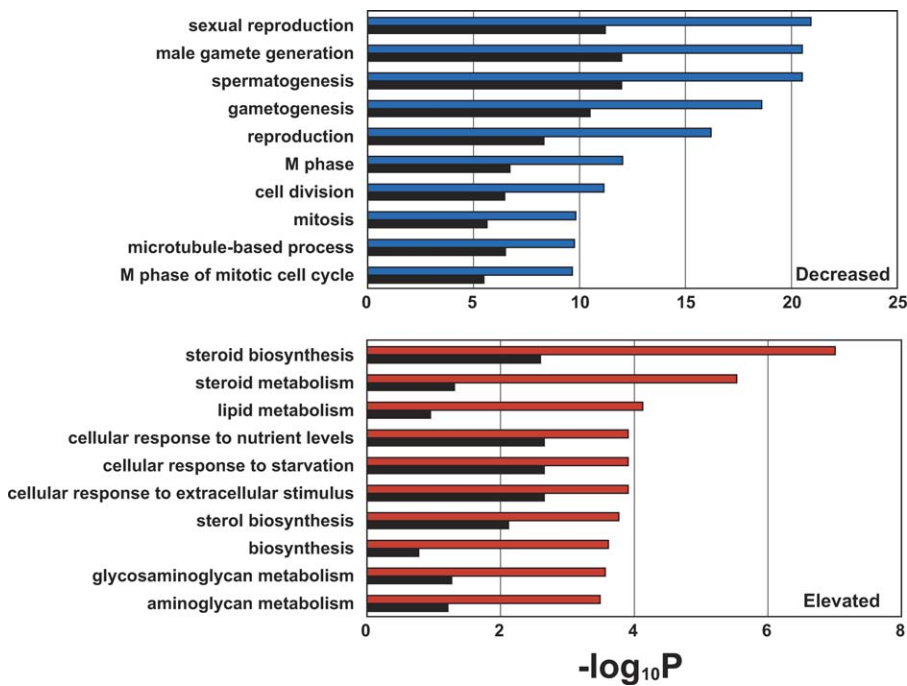 sexual reproduction
male gamete generation
spermatogenesis
gametogenesis
reproduction
M phase
cell division
mitosis
microtubule-based process
M phase of mitotic cell cycle
Decreased
0 5 10 15 20 25
steroid biosynthesis
steroid metabolism
lipid metabolism
cellular response to nutrient levels
cellular response to starvation
cellular response to extracellular stimulus
sterol biosynthesis
biosynthesis
glycosaminoglycan metabolism
aminoglycan metabolism
Elevated
0 2 4 6 8
-log₁₀P